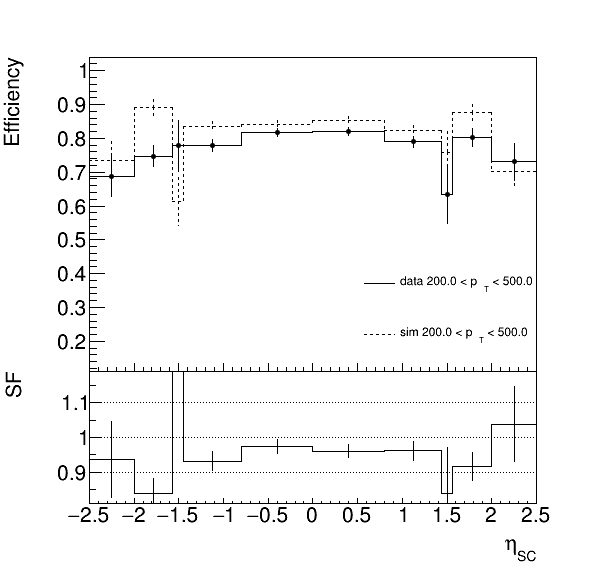 Efficiency
1
0.9
0.8
0.7
0.6
0.5
0.4
0.3
0.2
data 200.0 < p T < 500.0
sim 200.0 < p T < 500.0
SF
1.1
1
0.9
−2.5 −2 −1.5 −1 −0.5 0 0.5 1 1.5 2 2.5
ηSC